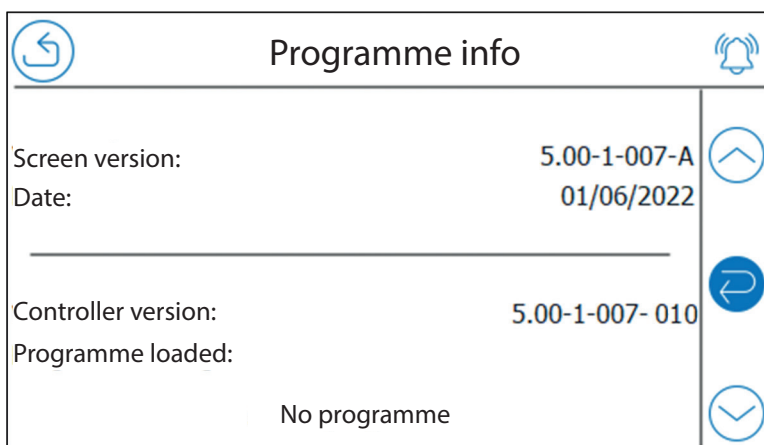 Programme info
Screen version: 5.00-1-007-A
Date: 01/06/2022
Controller version: 5.00-1-007- 010
Programme loaded:
No programme